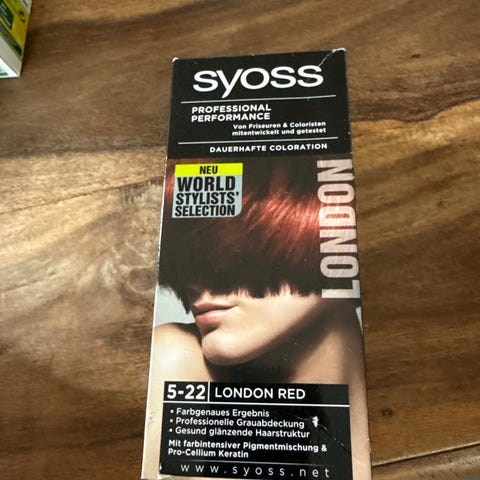 syoss
PROFESSIONAL
PERFORMANCE
Von Friseuren & Coloristen
mitentwickelt und getestet
DAUERHAFTE COLORATION
NEU
WORLD
STYLISTS'
SELECTION
LONDON
5-22 LONDON RED
• Farbgenaues Ergebnis
• Professionelle Grauabdeckung
• Gesund glänzende Haarstruktur
Mit farbintensiver Pigmentmischung &
Pro-Cellium Keratin
www.syoss.net